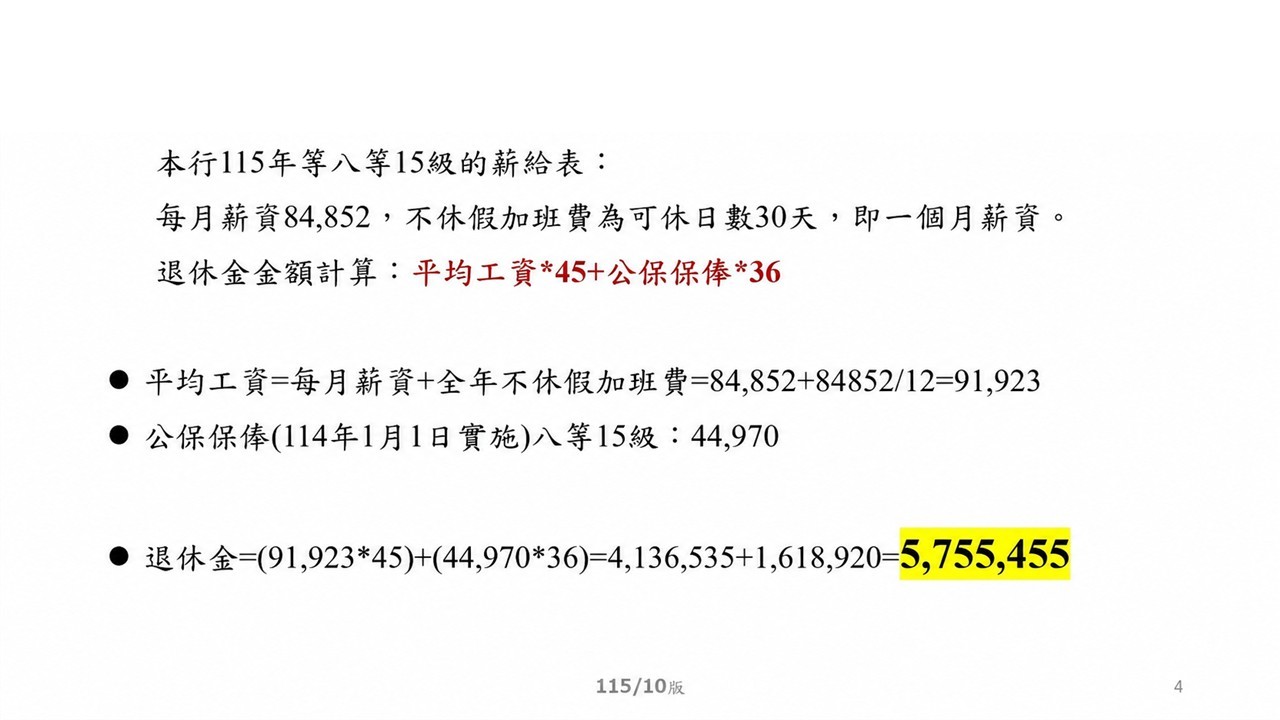 本行115年等八等15級的薪給表：
每月薪資84,852，不休假加班費為可休日數30天，即一個月薪資。
退休金金額計算：平均工資*45+公保保俸*36
● 平均工資=每月薪資+全年不休假加班費=84,852+84852/12=91,923
● 公保保俸(114年1月1日實施)八等15級：44,970
● 退休金=(91,923*45)+(44,970*36)=4,136,535+1,618,920=5,755,455
115/10版
4